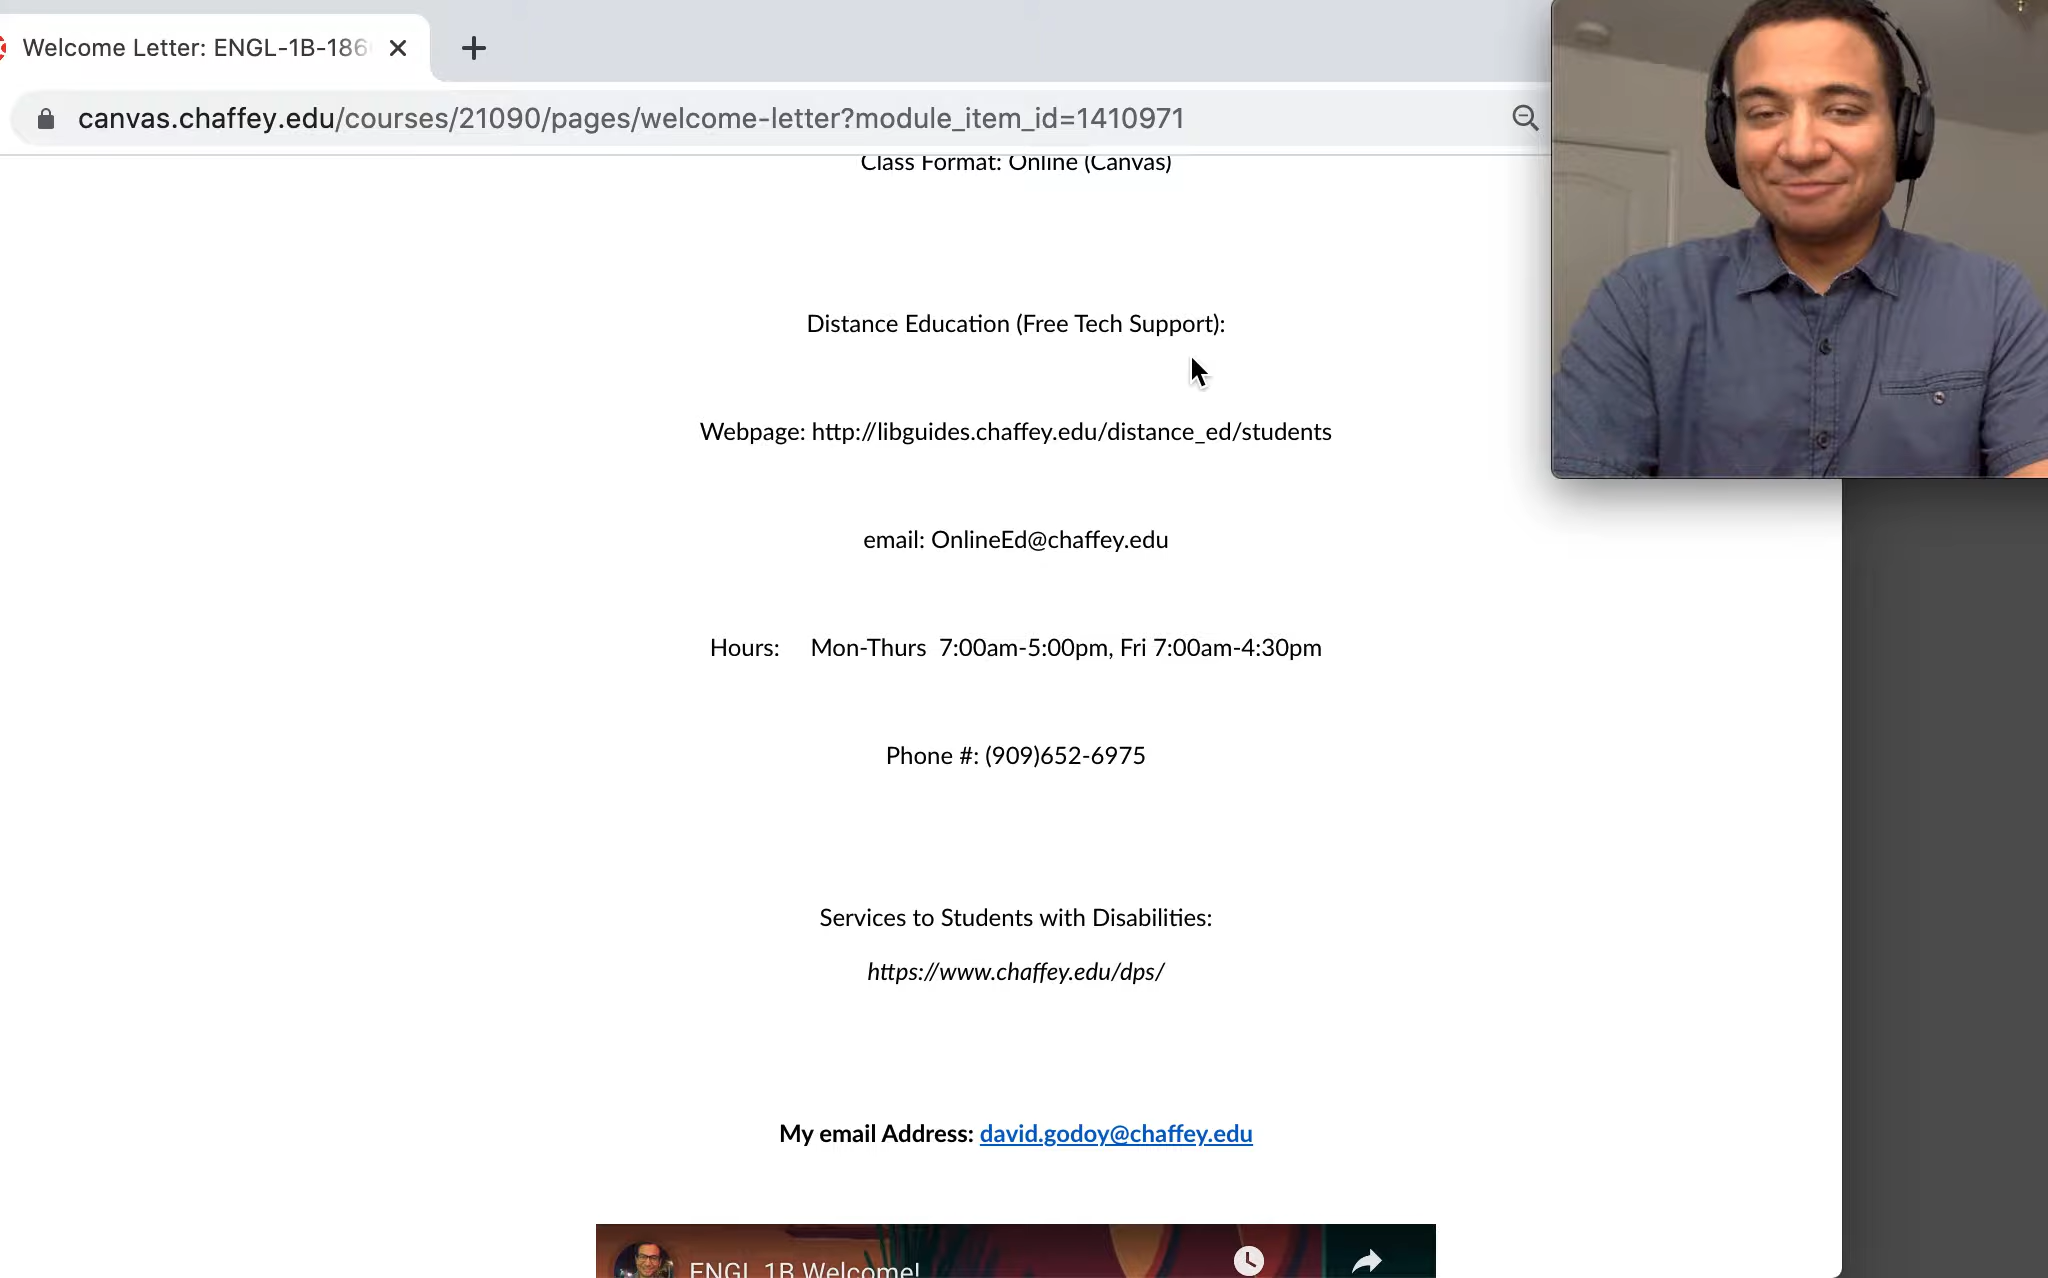 Welcome Letter: ENGL-1B-186
canvas.chaffey.edu/courses/21090/pages/welcome-letter?module_item_id=1410971
Class Format: Online (Canvas)
Distance Education (Free Tech Support):
Webpage: http://libguides.chaffey.edu/distance_ed/students
email: OnlineEd@chaffey.edu
Hours: Mon-Thurs 7:00am-5:00pm, Fri 7:00am-4:30pm
Phone #: (909)652-6975
Services to Students with Disabilities:
https://www.chaffey.edu/dps/
My email Address: david.godoy@chaffey.edu
ENGL 1B Welcome!